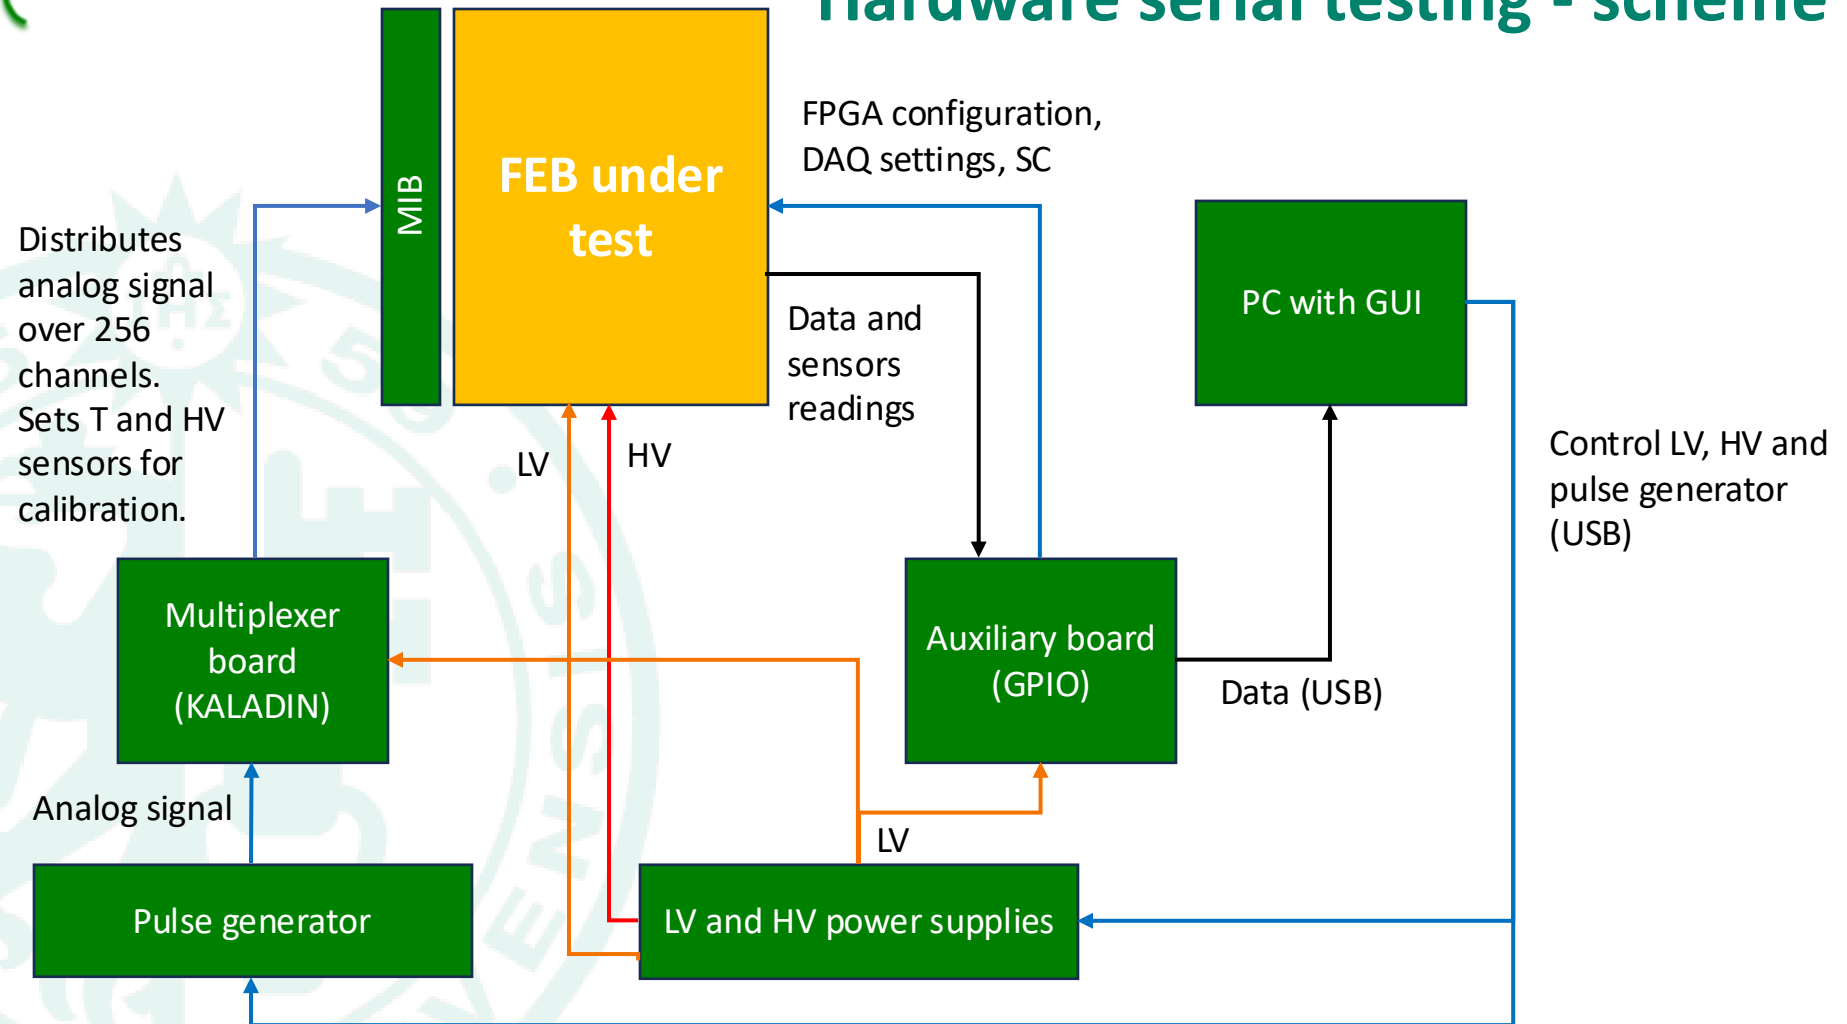 Hardware serial testing - scheme
FPGA configuration,
DAQ settings, SC
MIB
FEB under
test
Distributes
analog signal
over 256
channels.
Sets T and HV
sensors for
calibration.
Data and
sensors
readings
PC with GUI
LV
HV
Control LV, HV and
pulse generator
(USB)
Multiplexer
board
(KALADIN)
Auxiliary board
(GPIO)
Data (USB)
Analog signal
LV
Pulse generator
LV and HV power supplies